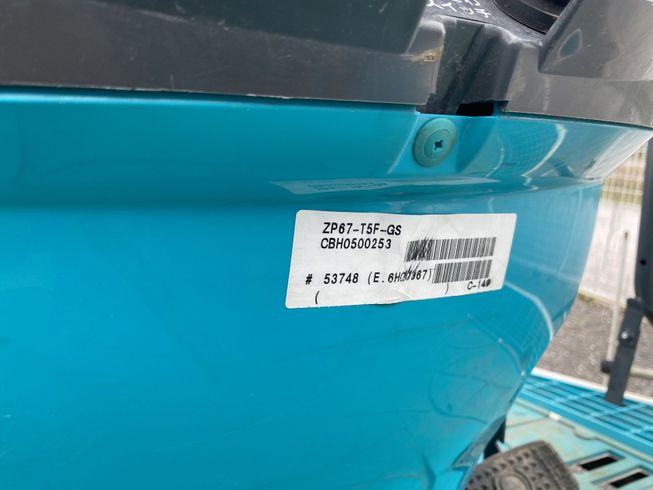 ZP67-T5F-GS
CBH0500253
# 53748 (E.
( )